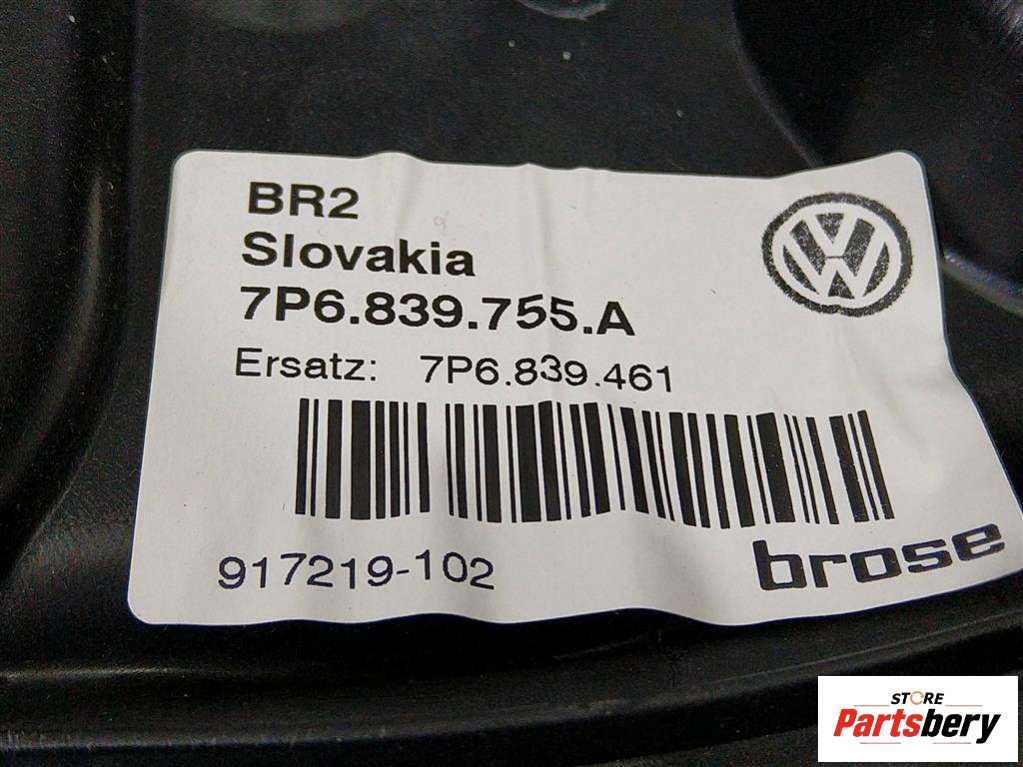 BR2
Slovakia
7P6.839.755.A
Ersatz: 7P6.839.461
917219-102
brose
STORE
Partsbery